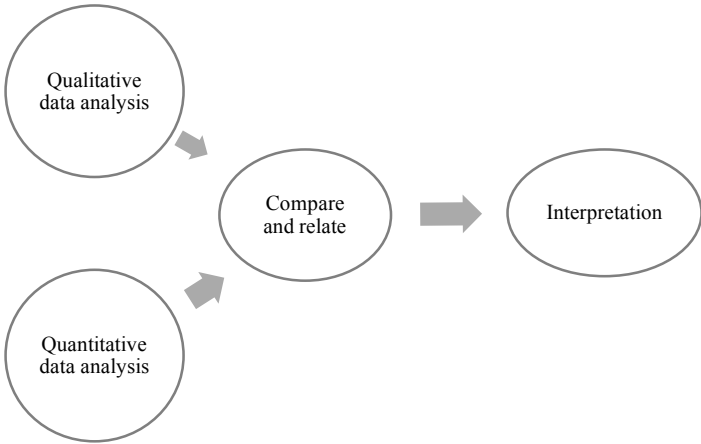 Qualitative
data analysis
Compare
and relate
Interpretation
Quantitative
data analysis